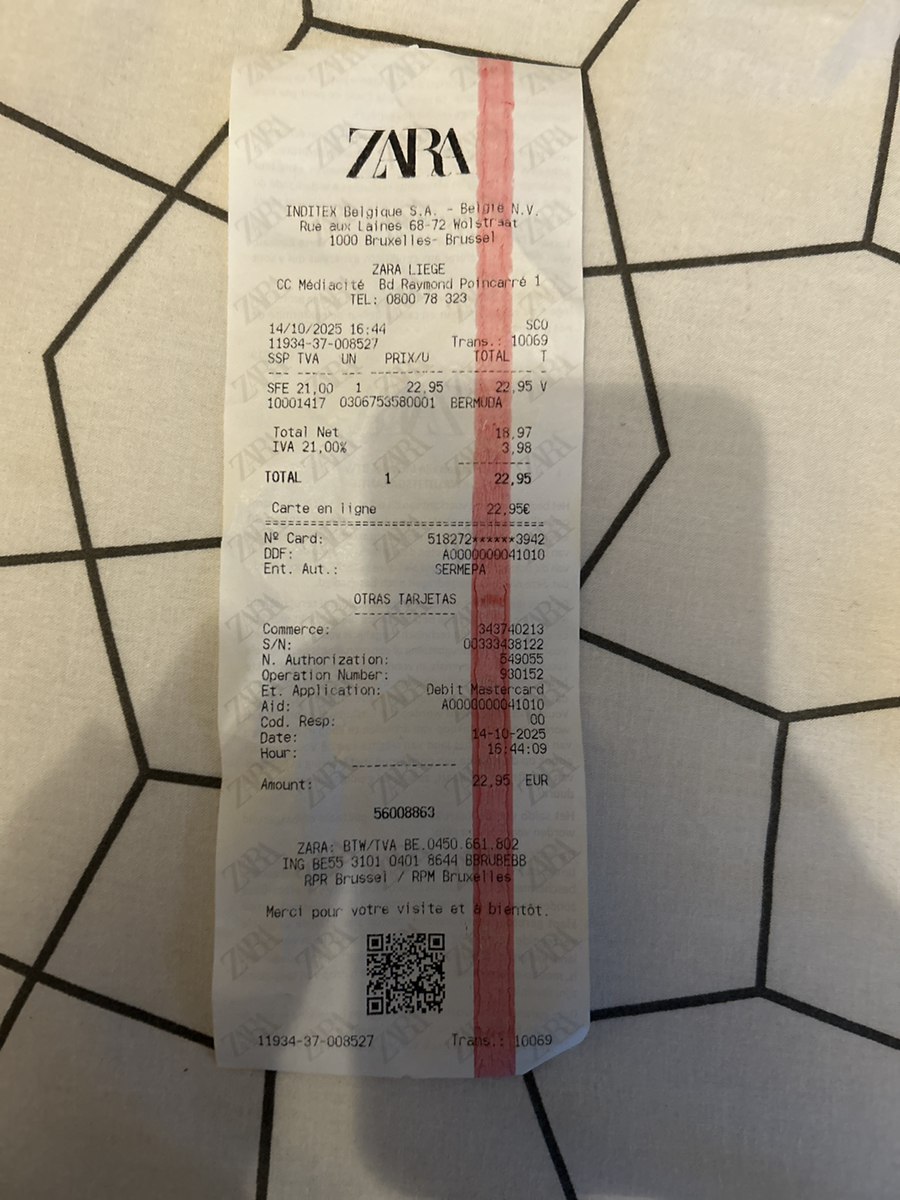 ZARA
INDITEX Belgique S.A. - België N.V.
Rue aux Laines 68-72 Wolstraat
1000 Bruxelles- Brussel
ZARA LIEGE
CC Médiacité Bd Raymond Poincarré 1
TEL: 0800 78 323
14/10/2025 16:44 SCO
11934-37-008527 Trans.: 10069
SSP TVA UN PRIX/U TOTAL T
SFE 21,00 1 22,95 22,95 V
10001417 0306753580001 BERMUDA
Total Net 18,97
IVA 21,00% 3,98
TOTAL 1 22,95
Carte en ligne 22,95€
Nº Card: 518272******3942
DDF: A0000000041010
Ent. Aut.: SERMEPA
OTRAS TARJETAS
Commerce: 343740213
S/N: 00333438122
N. Authorization: 549055
Operation Number: 930152
Et. Application: Debit Mastercard
Aid: A0000000041010
Cod. Resp: 00
Date: 14-10-2025
Hour: 16:44:09
Amount: 22,95 EUR
56008863
ZARA: BTW/TVA BE.0450.661.802
ING BE55 3101 0401 8644 BBRUBEBB
RPR Brussel / RPM Bruxelles
Merci pour votre visite et à bientôt.
11934-37-008527 Trans.: 10069